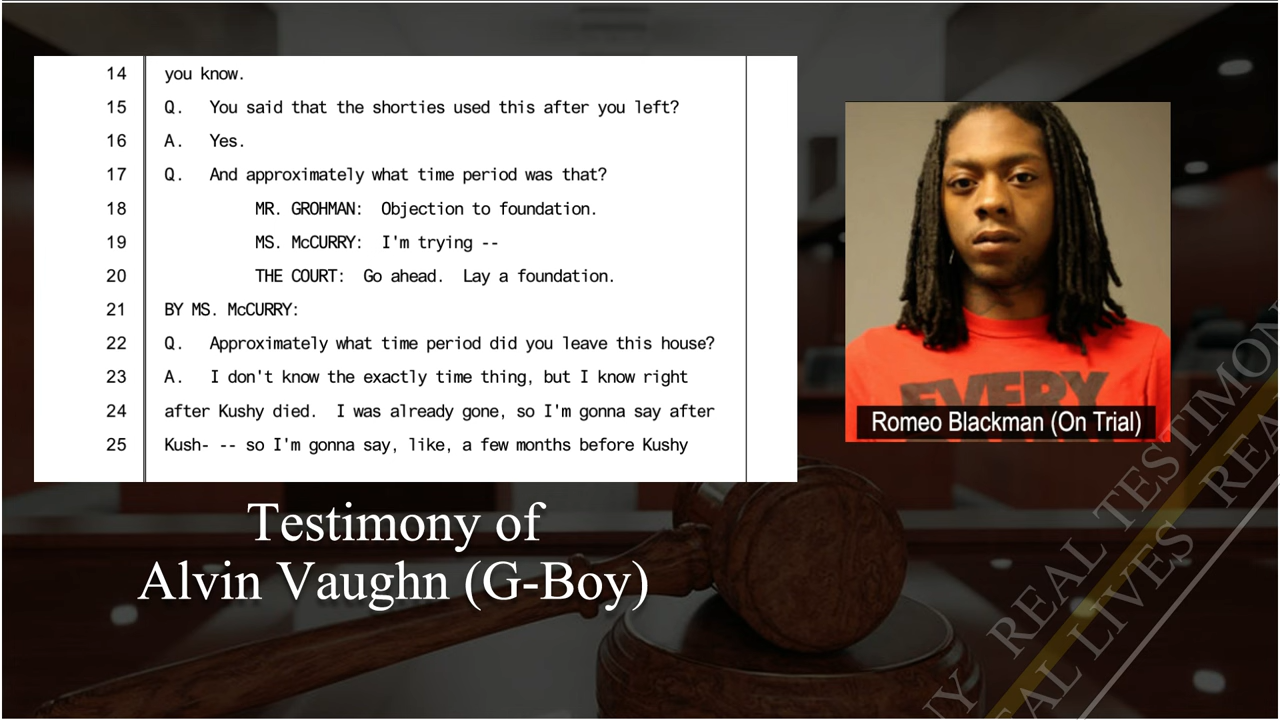 14 you know.
15 Q. You said that the shorties used this after you left?
16 A. Yes.
17 Q. And approximately what time period was that?
18 MR. GROHMAN: Objection to foundation.
19 MS. McCURRY: I'm trying --
20 THE COURT: Go ahead. Lay a foundation.
21 BY MS. McCURRY:
22 Q. Approximately what time period did you leave this house?
23 A. I don't know the exactly time thing, but I know right
24 after Kushy died. I was already gone, so I'm gonna say after
25 Kush- -- so I'm gonna say, like, a few months before Kushy
EVERY
Romeo Blackman (On Trial)
Testimony of
Alvin Vaughn (G-Boy)
REAL TESTIMON
REAL LIVES